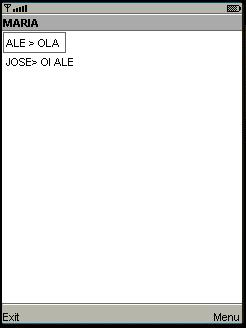 MARIA
ALE > OLA
JOSE> OI ALE
Exit Menu